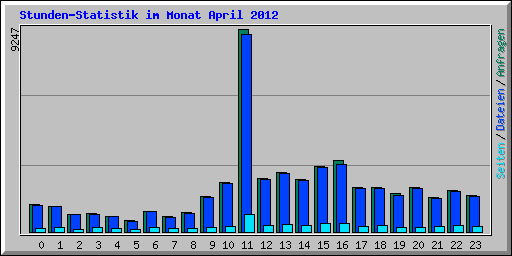 Stunden-Statistik im Monat April 2012
9247
Seiten/Dateien/Anfragen
0 1 2 3 4 5 6 7 8 9 10 11 12 13 14 15 16 17 18 19 20 21 22 23